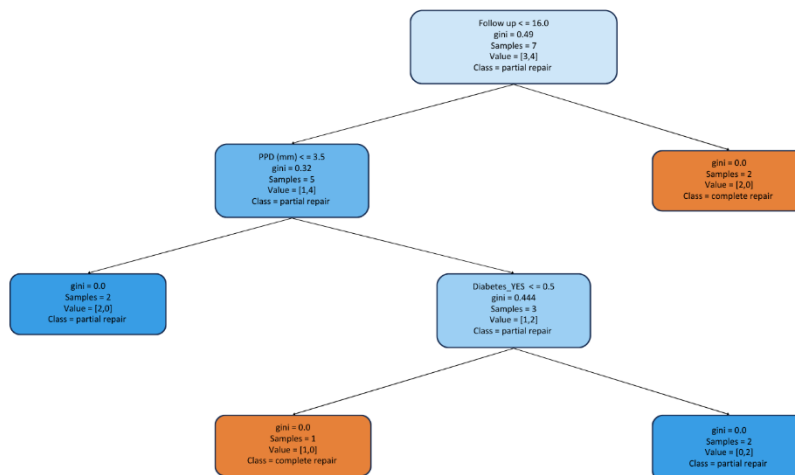 Follow up < = 16.0
gini = 0.49
Samples = 7
Value = [3,4]
Class = partial repair
PPD (mm) < = 3.5
gini = 0.32
Samples = 5
Value = [1,4]
Class = partial repair
gini = 0.0
Samples = 2
Value = [2,0]
Class = complete repair
gini = 0.0
Samples = 2
Value = [2,0]
Class = partial repair
Diabetes_YES < = 0.5
gini = 0.444
Samples = 3
Value = [1,2]
Class = partial repair
gini = 0.0
Samples = 1
Value = [1,0]
Class = complete repair
gini = 0.0
Samples = 2
Value = [0,2]
Class = partial repair